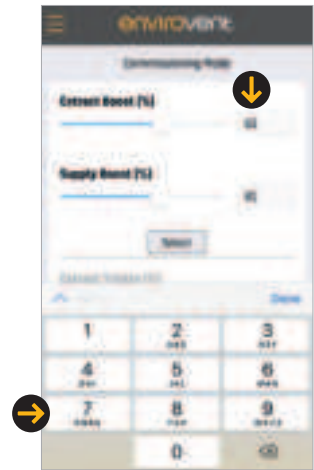 envirovent
Commissioning Mode
Extract Boost (%)
Supply Boost (%)
Select
Done
1 2 3
ABC DEF
4 5 6
GHI JKL MNO
7 8 9
PQRS TUV WXYZ
0